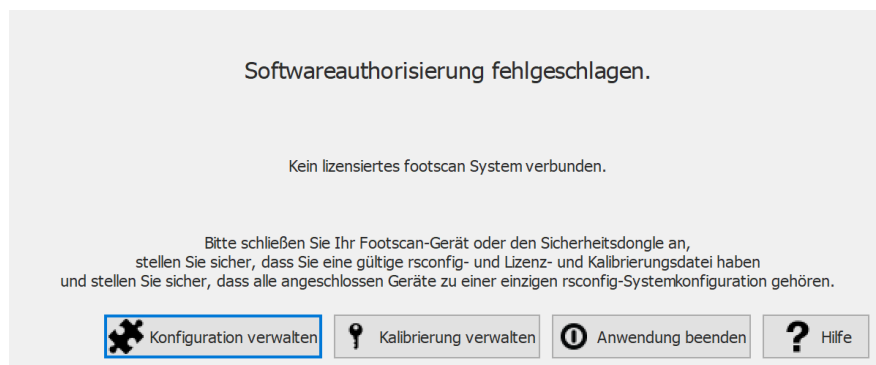 Softwareauthorisierung fehlgeschlagen.
Kein lizensiertes footscan System verbunden.
Bitte schließen Sie Ihr Footscan-Gerät oder den Sicherheitsdongle an,
stellen Sie sicher, dass Sie eine gültige rsconfig- und Lizenz- und Kalibrierungsdatei haben
und stellen Sie sicher, dass alle angeschlossen Geräte zu einer einzigen rsconfig-Systemkonfiguration gehören.
Konfiguration verwalten Kalibrierung verwalten Anwendung beenden Hilfe